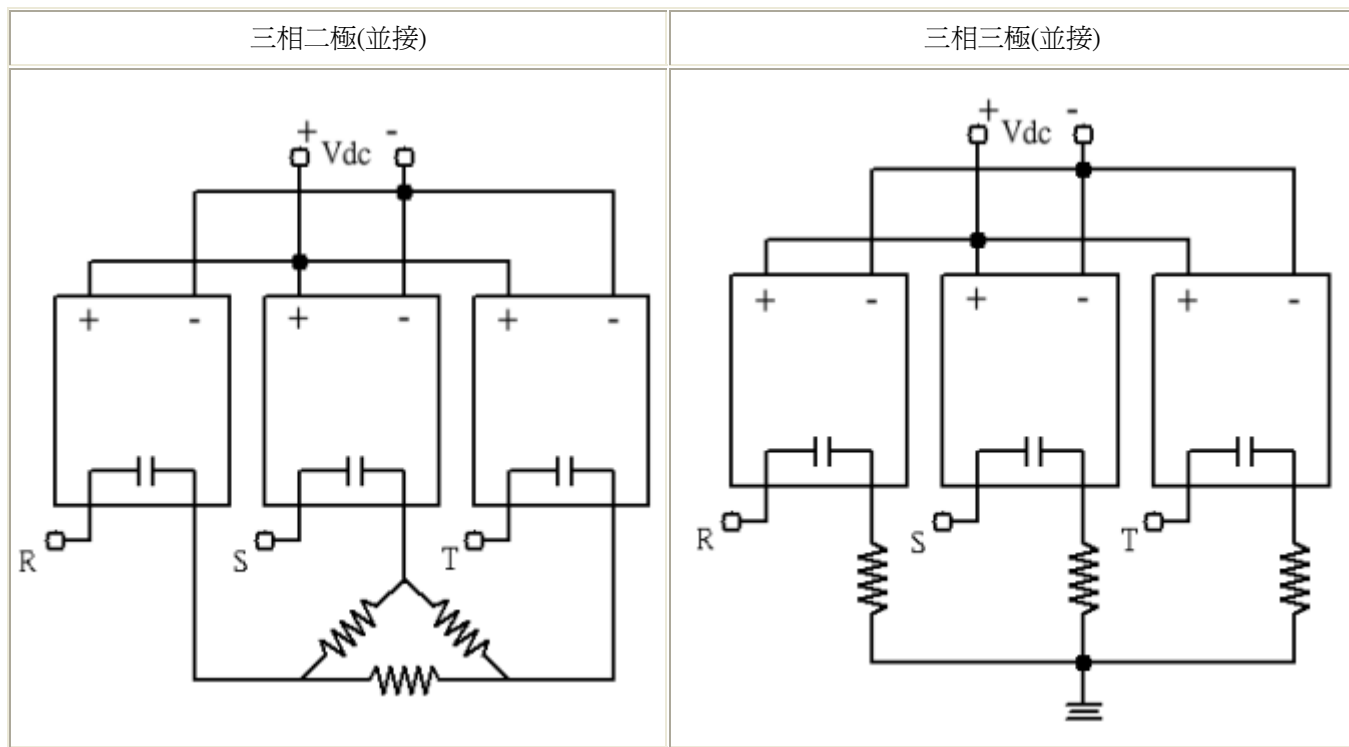 三相二極(並接)
三相三極(並接)
+ Vdc -
+ - + - + -
R S T
+ Vdc -
+ - + - + -
R S T